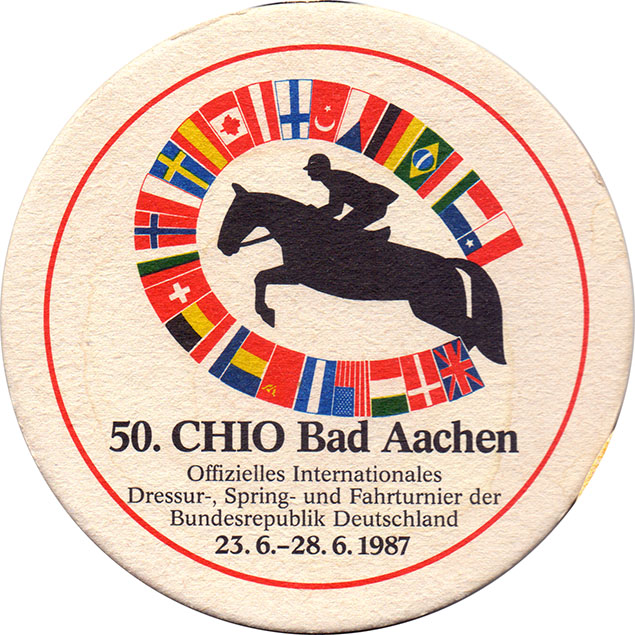 50. CHIO Bad Aachen
Offizielles Internationales
Dressur-, Spring- und Fahrturnier der
Bundesrepublik Deutschland
23. 6.–28. 6. 1987